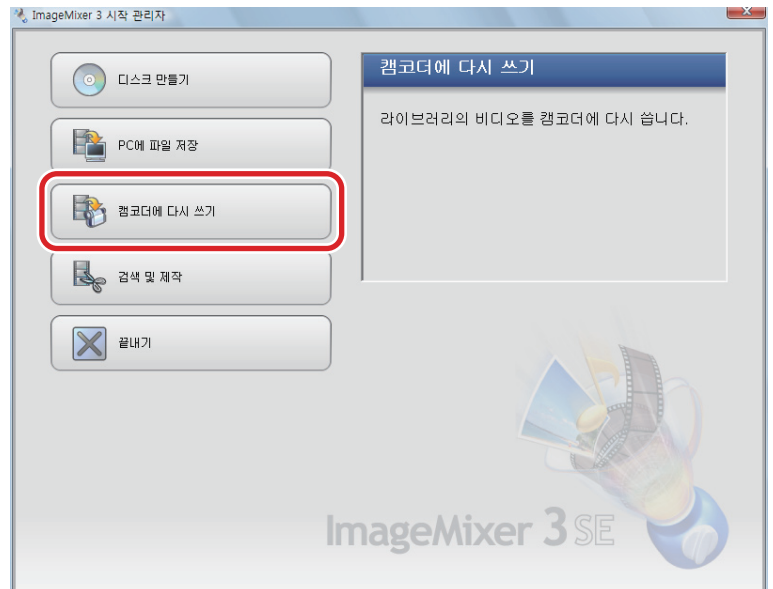 ImageMixer 3 시작 관리자
디스크 만들기
PC에 파일 저장
캠코더에 다시 쓰기
검색 및 제작
끝내기
캠코더에 다시 쓰기
라이브러리의 비디오를 캠코더에 다시 씁니다.
ImageMixer 3 SE